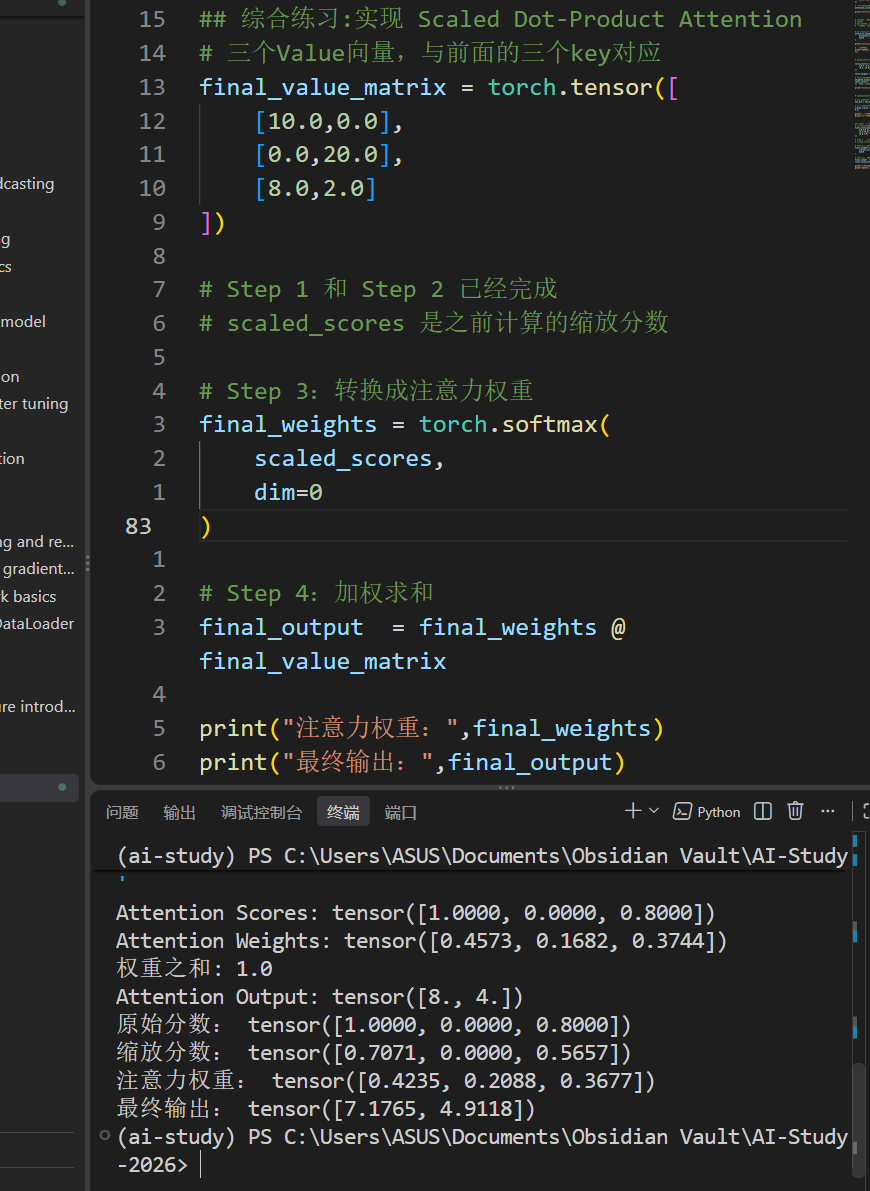 dcasting
g
cs
model
on
ter tuning
tion
ng and re...
gradient...
k basics
DataLoader
ure introd...
15 ## 综合练习:实现 Scaled Dot-Product Attention
14 # 三个Value向量，与前面的三个key对应
13 final_value_matrix = torch.tensor([
12     [10.0,0.0],
11     [0.0,20.0],
10     [8.0,2.0]
9 ])
8
7 # Step 1 和 Step 2 已经完成
6 # scaled_scores 是之前计算的缩放分数
5
4 # Step 3：转换成注意力权重
3 final_weights = torch.softmax(
2     scaled_scores,
1     dim=0
83 )
1
2 # Step 4：加权求和
3 final_output  = final_weights @
final_value_matrix
4
5 print("注意力权重：",final_weights)
6 print("最终输出：",final_output)
问题 输出 调试控制台 终端 端口 Python
(ai-study) PS C:\Users\ASUS\Documents\Obsidian Vault\AI-Study
Attention Scores: tensor([1.0000, 0.0000, 0.8000])
Attention Weights: tensor([0.4573, 0.1682, 0.3744])
权重之和: 1.0
Attention Output: tensor([8., 4.])
原始分数： tensor([1.0000, 0.0000, 0.8000])
缩放分数： tensor([0.7071, 0.0000, 0.5657])
注意力权重： tensor([0.4235, 0.2088, 0.3677])
最终输出： tensor([7.1765, 4.9118])
(ai-study) PS C:\Users\ASUS\Documents\Obsidian Vault\AI-Study
-2026>